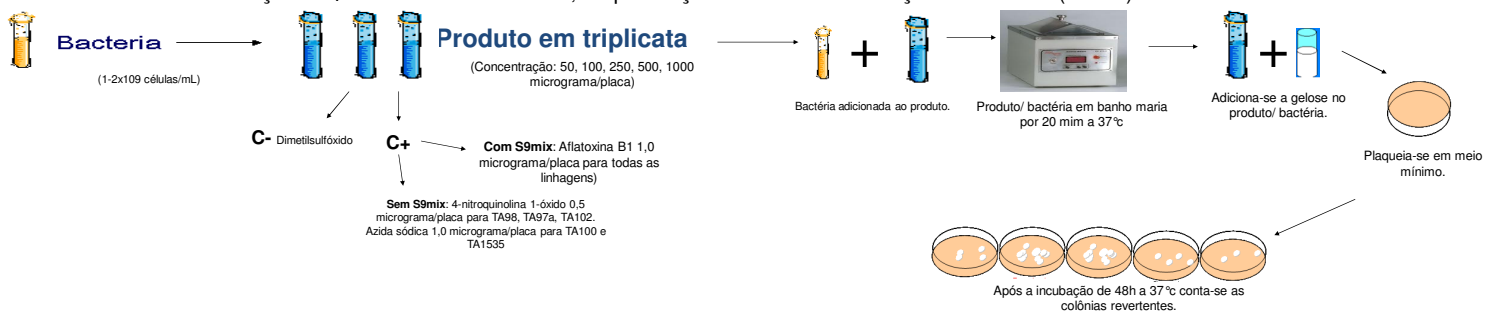 Bacteria
(1-2x109 células/mL)
Produto em triplicata
(Concentração: 50, 100, 250, 500, 1000
micrograma/placa)
C- Dimetilsulfóxido
C+
Com S9mix: Aflatoxina B1 1,0
micrograma/placa para todas as
linhagens)
Sem S9mix: 4-nitroquinolina 1-óxido 0,5
micrograma/placa para TA98, TA97a, TA102.
Azida sódica 1,0 micrograma/placa para TA100 e
TA1535
+
Bactéria adicionada ao produto.
Produto/ bactéria em banho maria
por 20 mim a 37°c
+
Adiciona-se a gelose no
produto/ bactéria.
Plaqueia-se em meio
mínimo.
Após a incubação de 48h a 37°c conta-se as
colônias revertentes.